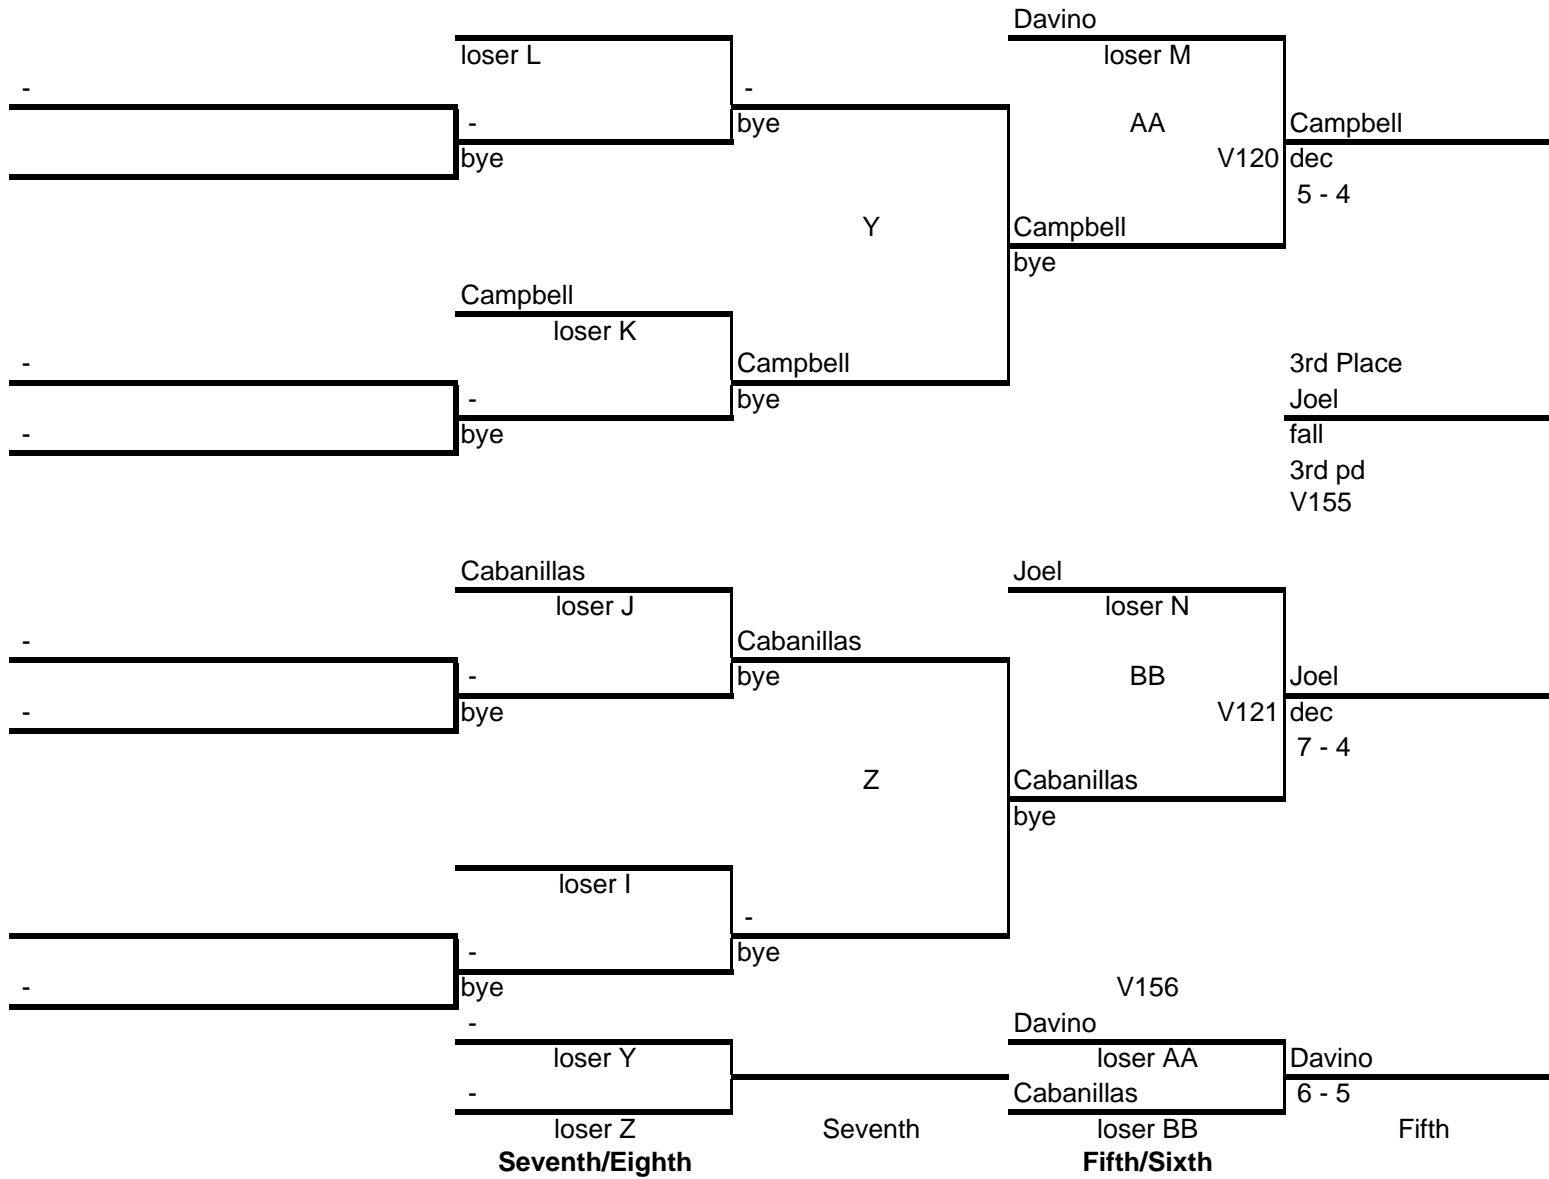 Davino
loser L loser M
- -
- bye AA Campbell
bye V120 dec
5 - 4
Y Campbell
bye
Campbell
loser K
- Campbell 3rd Place
- bye Joel
- bye fall
3rd pd
V155
Cabanillas Joel
loser J loser N
- Cabanillas
- bye BB Joel
- bye V121 dec
7 - 4
Z Cabanillas
bye
loser I
-
- bye
- bye V156
- Davino
loser Y loser AA Davino
- Cabanillas 6 - 5
loser Z Seventh loser BB Fifth
Seventh/Eighth Fifth/Sixth